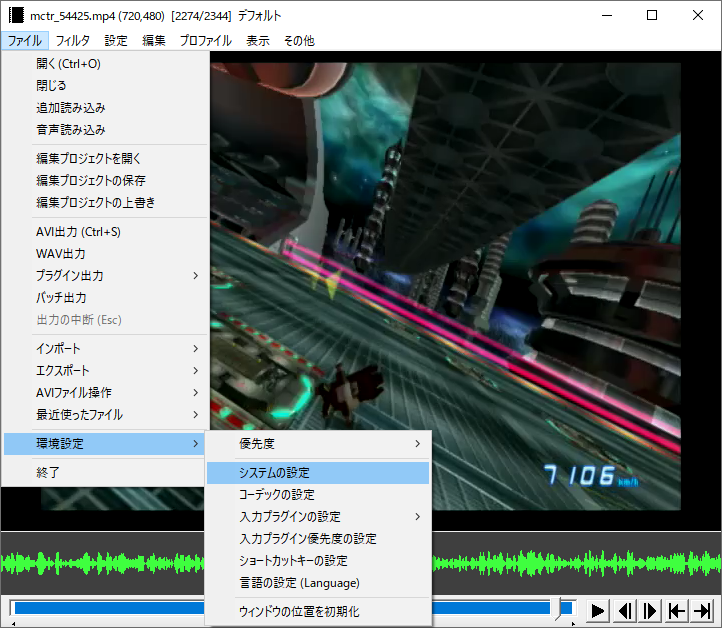 mctr_54425.mp4 (720,480) [2274/2344] デフォルト
ファイル フィルタ 設定 編集 プロファイル 表示 その他
開く(Ctrl+O)
閉じる
追加読み込み
音声読み込み
編集プロジェクトを開く
編集プロジェクトの保存
編集プロジェクトの上書き
AVI出力 (Ctrl+S)
WAV出力
プラグイン出力
バッチ出力
出力の中断 (Esc)
インポート
エクスポート
AVIファイル操作
最近使ったファイル
環境設定
終了
優先度
システムの設定
コーデックの設定
入力プラグインの設定
入力プラグイン優先度の設定
ショートカットキーの設定
言語の設定 (Language)
ウィンドウの位置を初期化
7106 km/h